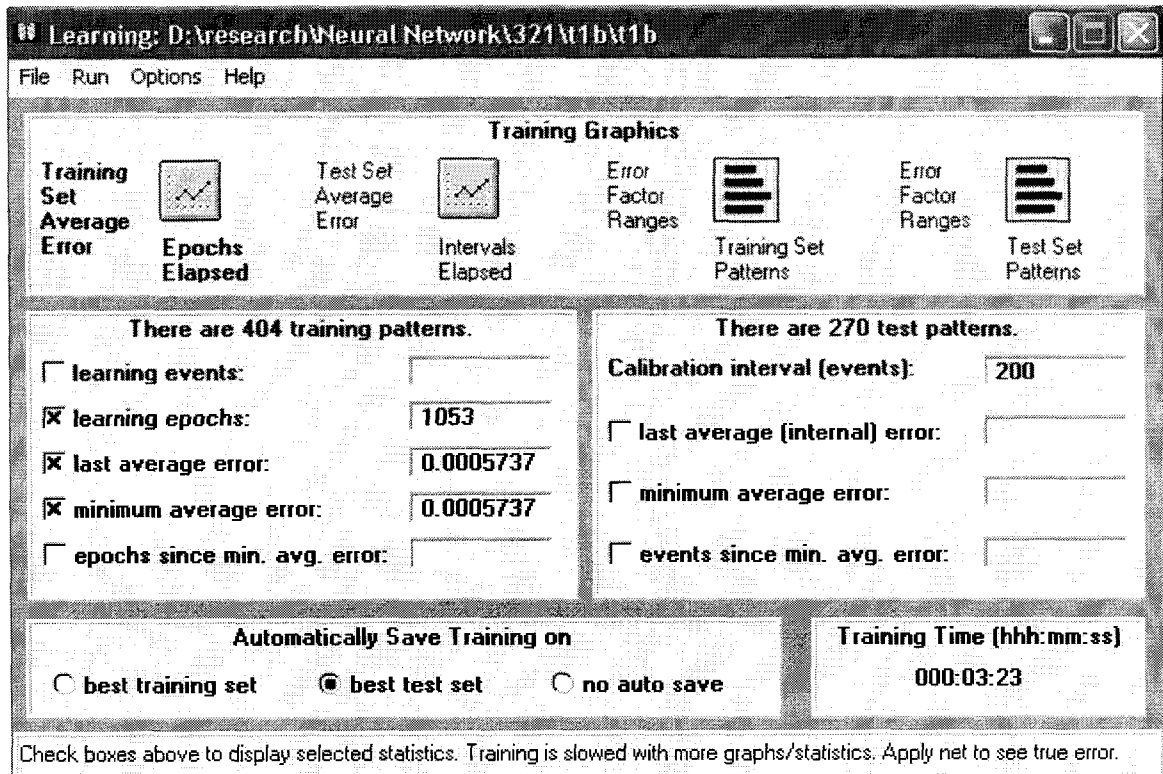 Learning: D:\research\Neural Network\321\t1b\t1b
File Run Options Help
Training Graphics
Training Set Average Error
Epochs Elapsed
Test Set Average Error
Intervals Elapsed
Error Factor Ranges
Training Set Patterns
Error Factor Ranges
Test Set Patterns
There are 404 training patterns.
learning events:
learning epochs: 1053
last average error: 0.0005737
minimum average error: 0.0005737
epochs since min. avg. error:
There are 270 test patterns.
Calibration interval (events): 200
last average (internal) error:
minimum average error:
events since min. avg. error:
Automatically Save Training on
best training set best test set no auto save
Training Time (hhh:mm:ss)
000:03:23
Check boxes above to display selected statistics. Training is slowed with more graphs/statistics. Apply net to see true error.